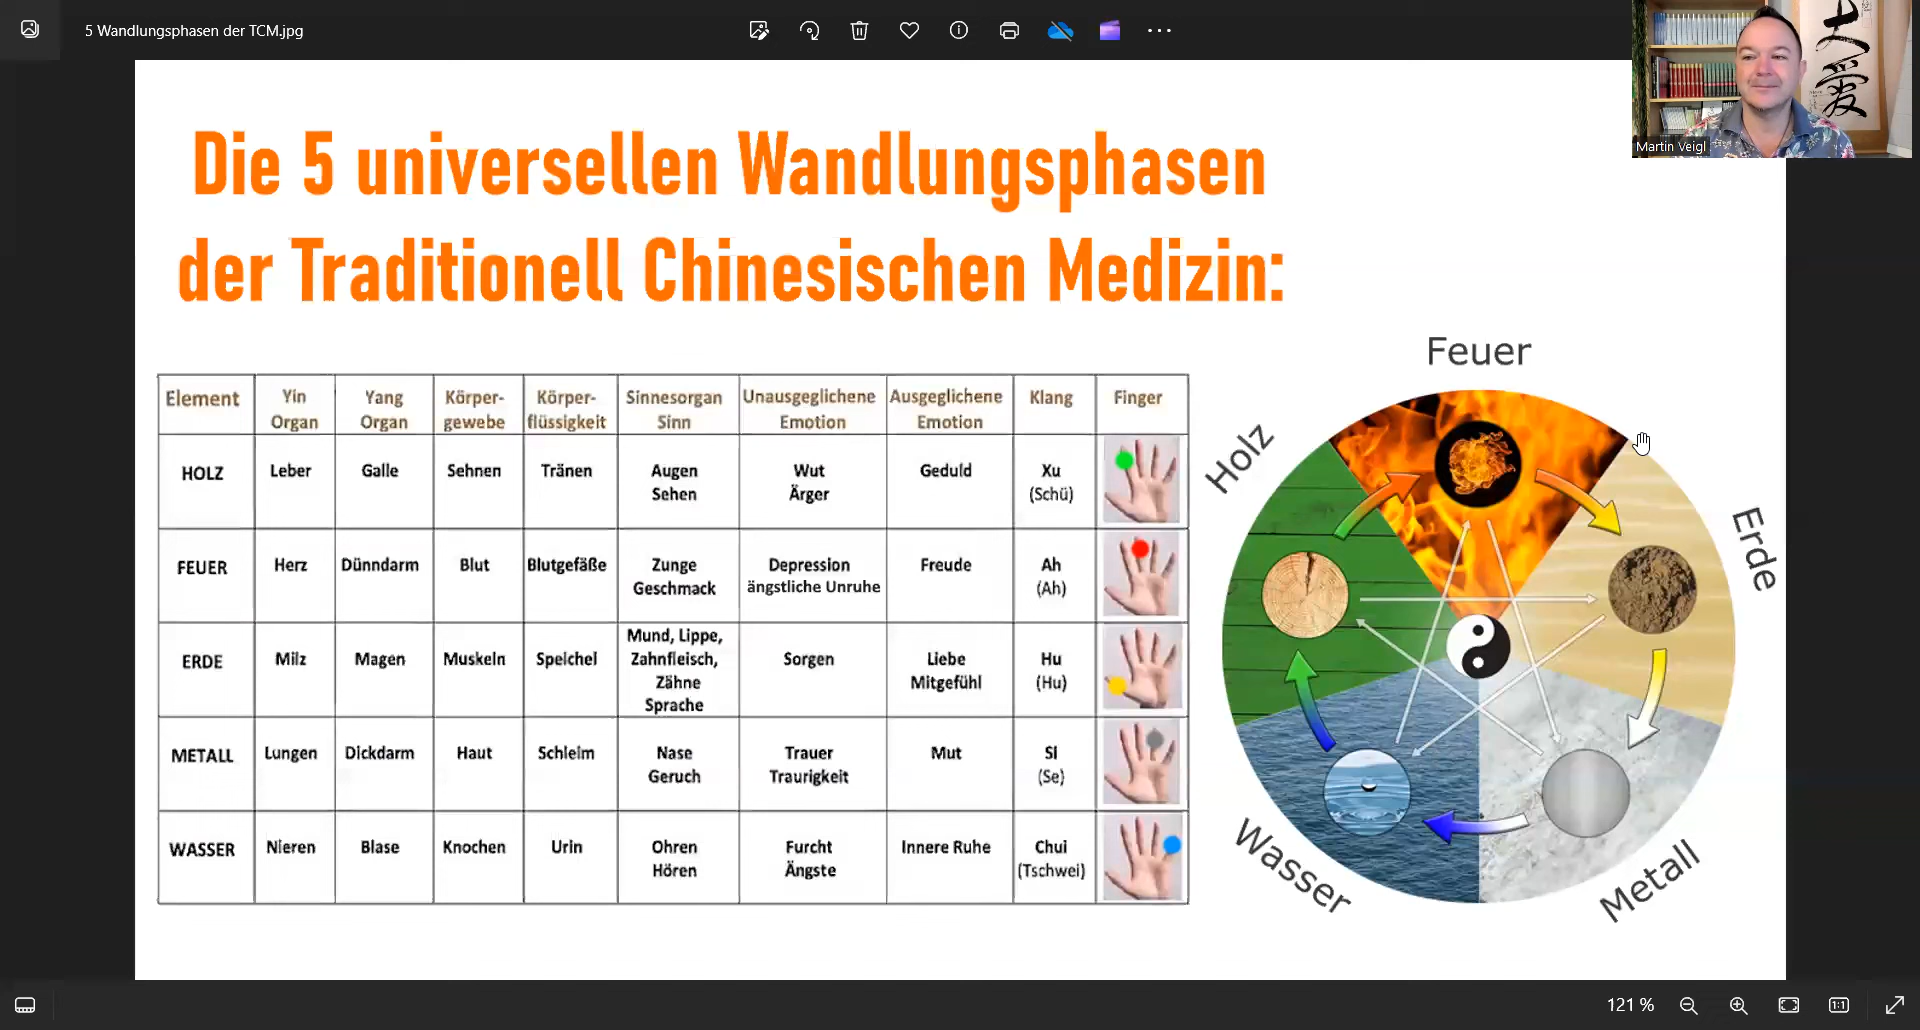 5 Wandlungsphasen der TCM.jpg
Martin Veigl
Die 5 universellen Wandlungsphasen
der Traditionell Chinesischen Medizin:
Element
Yin
Organ
Yang
Organ
Körper-
gewebe
Körper-
flüssigkeit
Sinnesorgan
Sinn
Unausgeglichene
Emotion
Ausgeglichene
Emotion
Klang
Finger
HOLZ
Leber
Galle
Sehnen
Tränen
Augen
Sehen
Wut
Ärger
Geduld
Xu
(Schü)
FEUER
Herz
Dünndarm
Blut
Blutgefäße
Zunge
Geschmack
Depression
ängstliche Unruhe
Freude
Ah
(Ah)
ERDE
Milz
Magen
Muskeln
Speichel
Mund, Lippe,
Zahnfleisch,
Zähne
Sprache
Sorgen
Liebe
Mitgefühl
Hu
(Hu)
METALL
Lungen
Dickdarm
Haut
Schleim
Nase
Geruch
Trauer
Traurigkeit
Mut
Si
(Se)
WASSER
Nieren
Blase
Knochen
Urin
Ohren
Hören
Furcht
Ängste
Innere Ruhe
Chui
(Tschwei)
Feuer
Holz
Erde
Wasser
Metall
大愛
121 %
1:1